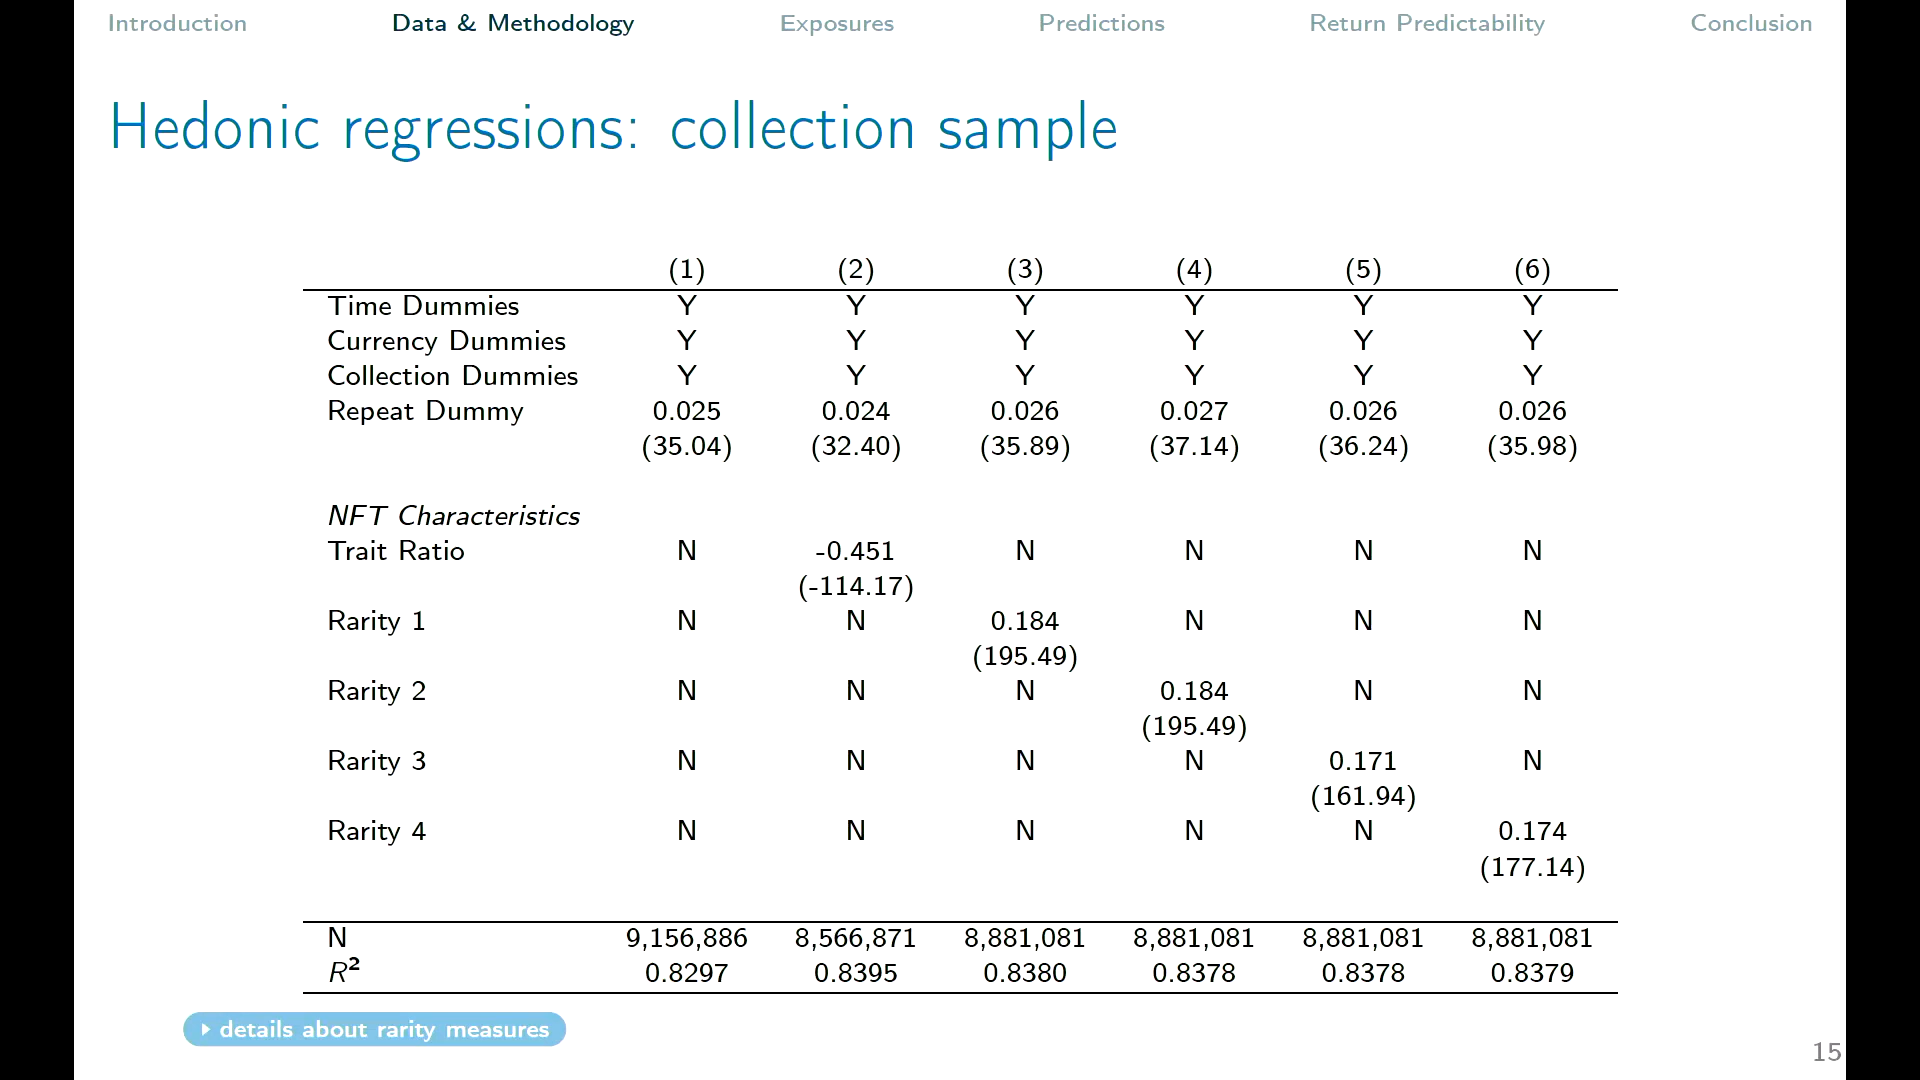 Introduction Data & Methodology Exposures Predictions Return Predictability Conclusion
Hedonic regressions: collection sample
(1) (2) (3) (4) (5) (6)
Time Dummies Y Y Y Y Y Y
Currency Dummies Y Y Y Y Y Y
Collection Dummies Y Y Y Y Y Y
Repeat Dummy 0.025 0.024 0.026 0.027 0.026 0.026
(35.04) (32.40) (35.89) (37.14) (36.24) (35.98)
NFT Characteristics
Trait Ratio N -0.451 N N N N
(-114.17)
Rarity 1 N N 0.184 N N N
(195.49)
Rarity 2 N N N 0.184 N N
(195.49)
Rarity 3 N N N N 0.171 N
(161.94)
Rarity 4 N N N N N 0.174
(177.14)
N 9,156,886 8,566,871 8,881,081 8,881,081 8,881,081 8,881,081
R² 0.8297 0.8395 0.8380 0.8378 0.8378 0.8379
details about rarity measures
15